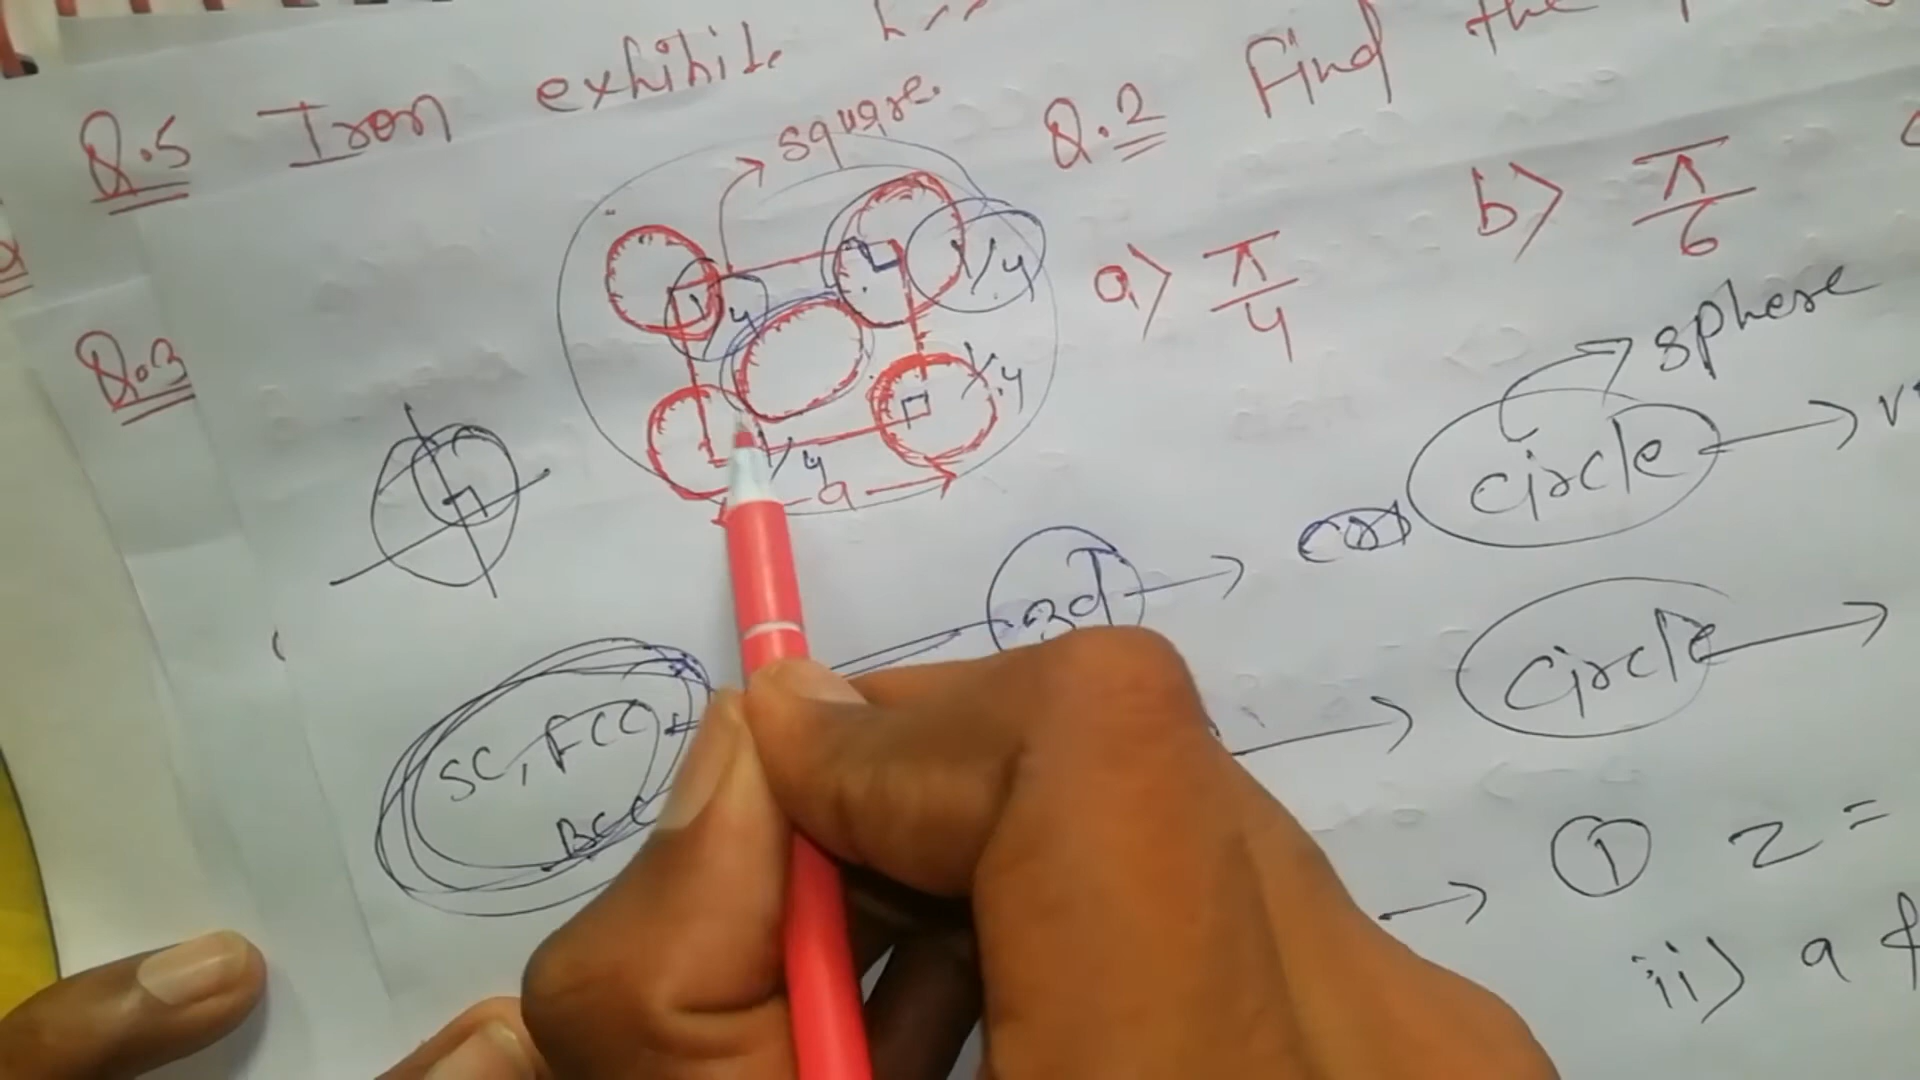 Q.5 Iron exhibit
square.
Q.2 Find the
a) π/4
b) π/6
1/4
1/4
1/4
1/4
a
Q.3
sphere
circle
3d
Circle
SC, FCC
BCC
① Z =
ii) a